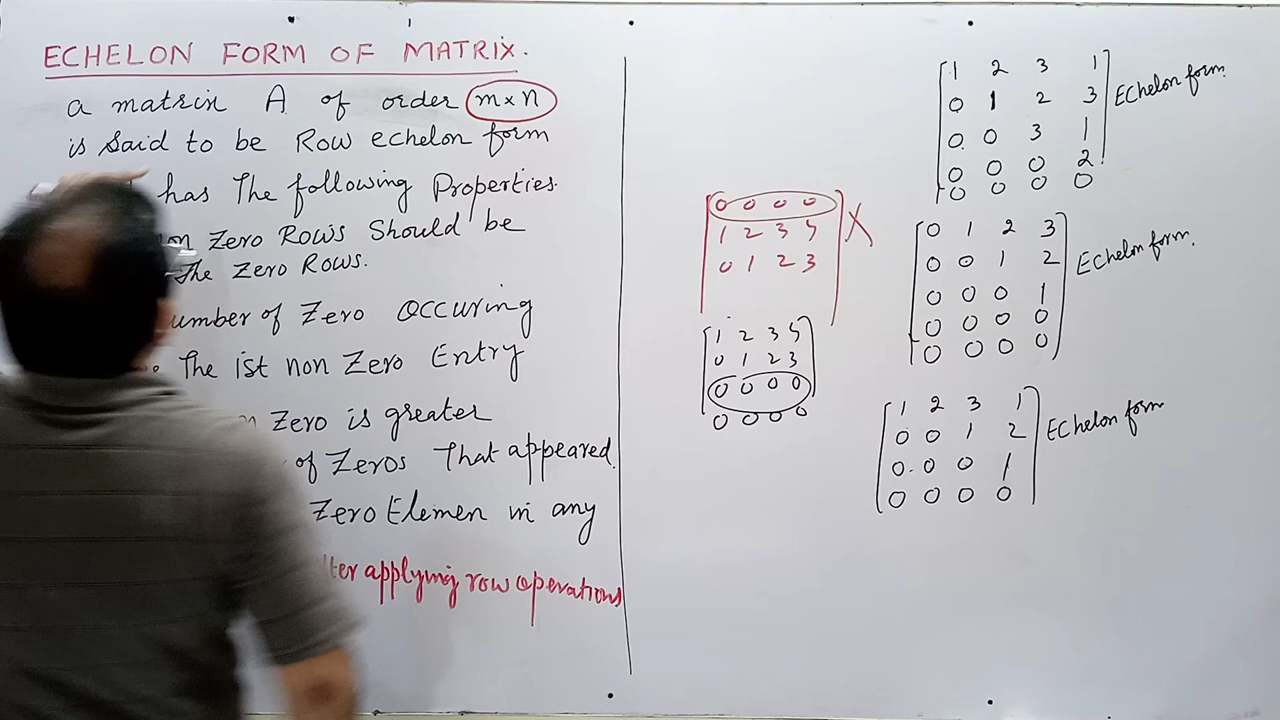 ECHELON FORM OF MATRIX.
a matrix A of order m×n
is said to be Row echelon form
has The following Properties.
Zero Rows Should be
The Zero Rows.
umber of Zero Occuring
The ist non Zero Entry
n Zero is greater
of Zeros That appeared.
Zero Elemen in any
applying row operations
0 0 0 0
1 2 3 5
0 1 2 3
X
1 2 3 5
0 1 2 3
0 0 0 0
0 0 0 0
1 2 3 1
0 1 2 3
0 0 3 1
0 0 0 2
0 0 0 0
Echelon form.
0 1 2 3
0 0 1 2
0 0 0 1
0 0 0 0
0 0 0 0
Echelon form.
1 2 3 1
0 0 1 2
0 0 0 1
0 0 0 0
Echelon form